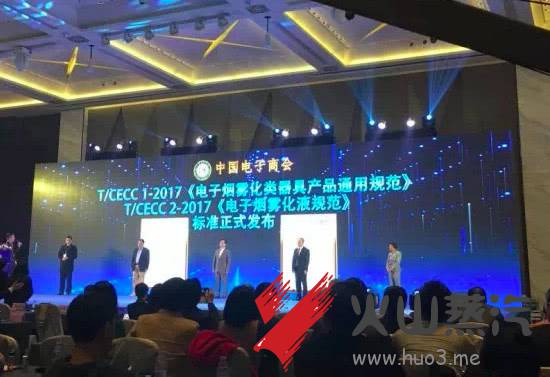 中国电子商会
T/CECC 1-2017《电子烟雾化类器具产品通用规范》
T/CECC 2-2017《电子烟雾化液规范》
标准正式发布
火山蒸汽
www.huo3.me